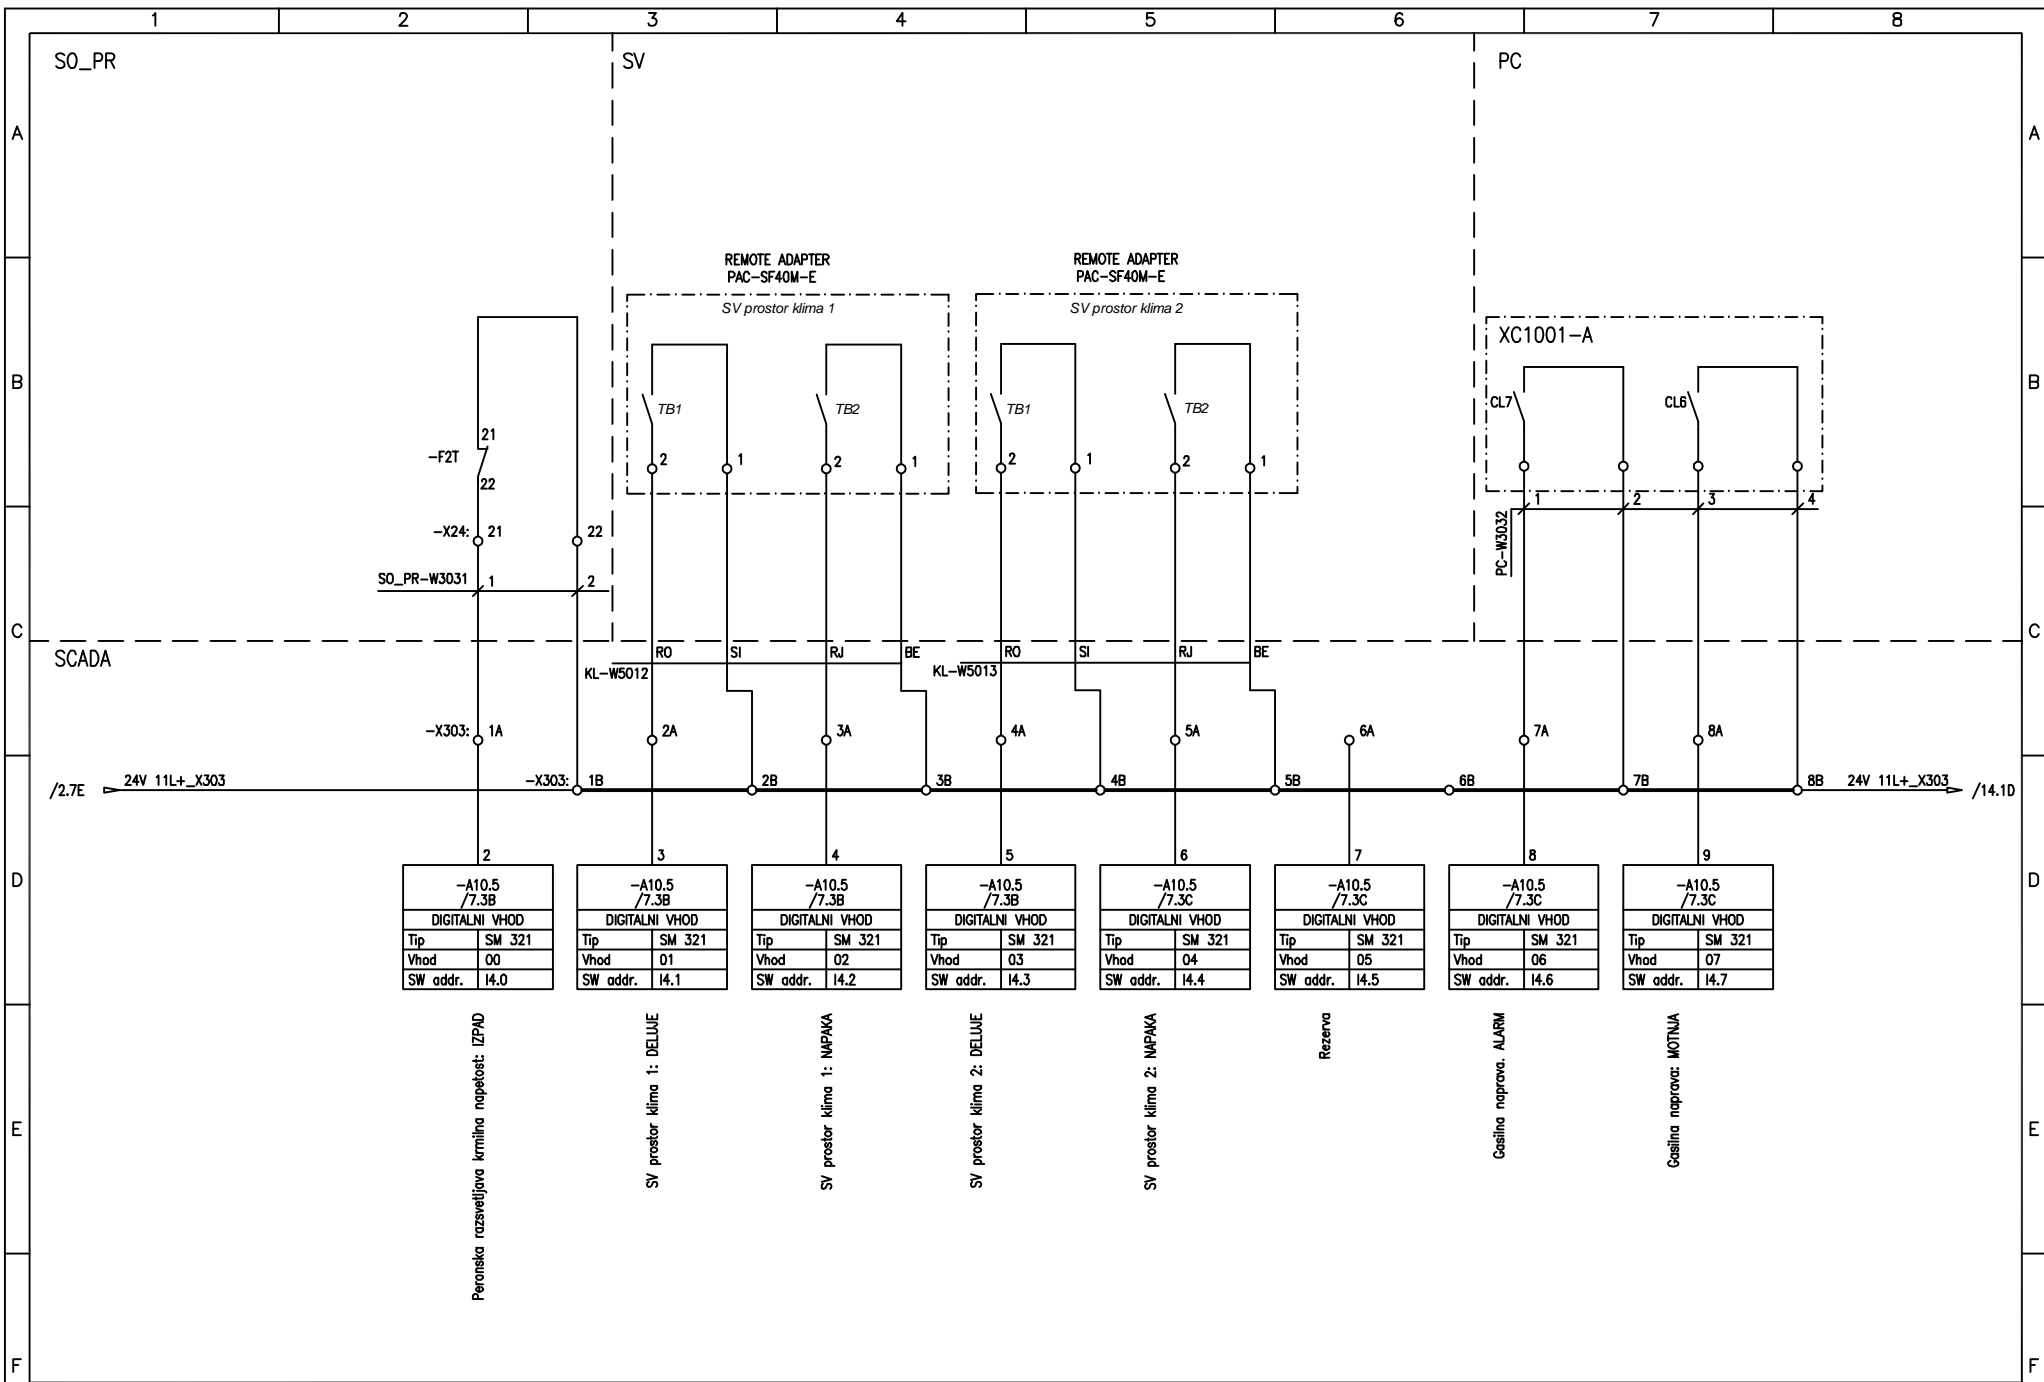 1 2 3 4 5 6 7 8
SO_PR
SV
PC
A A
REMOTE ADAPTER
PAC-SF40M-E
SV prostor klima 1
REMOTE ADAPTER
PAC-SF40M-E
SV prostor klima 2
XC1001-A
B B
TB1 TB2 TB1 TB2 CL7 CL6
21
-F2T
22
2 1 2 1 2 1 2 1
1 2 3 4
PC-W3032
-X24: 21 22
SO_PR-W3031 1 2
C C
SCADA
RO SI RJ BE
KL-W5012
RO SI RJ BE
KL-W5013
-X303: 1A 2A 3A 4A 5A 6A 7A 8A
/2.7E 24V 11L+_X303 -X303: 1B 2B 3B 4B 5B 6B 7B 8B 24V 11L+_X303 /14.1D
D D
2
-A10.5
/7.3B
DIGITALNI VHOD
Tip SM 321
Vhod 00
SW addr. I4.0
3
-A10.5
/7.3B
DIGITALNI VHOD
Tip SM 321
Vhod 01
SW addr. I4.1
4
-A10.5
/7.3B
DIGITALNI VHOD
Tip SM 321
Vhod 02
SW addr. I4.2
5
-A10.5
/7.3B
DIGITALNI VHOD
Tip SM 321
Vhod 03
SW addr. I4.3
6
-A10.5
/7.3C
DIGITALNI VHOD
Tip SM 321
Vhod 04
SW addr. I4.4
7
-A10.5
/7.3C
DIGITALNI VHOD
Tip SM 321
Vhod 05
SW addr. I4.5
8
-A10.5
/7.3C
DIGITALNI VHOD
Tip SM 321
Vhod 06
SW addr. I4.6
9
-A10.5
/7.3C
DIGITALNI VHOD
Tip SM 321
Vhod 07
SW addr. I4.7
E E
Peronska razsvetljava krmilna napetost: IZPAD
SV prostor klima 1: DELUJE
SV prostor klima 1: NAPAKA
SV prostor klima 2: DELUJE
SV prostor klima 2: NAPAKA
Rezerva
Gasilna naprava. ALARM
Gasilna naprava: MOTNJA
F F